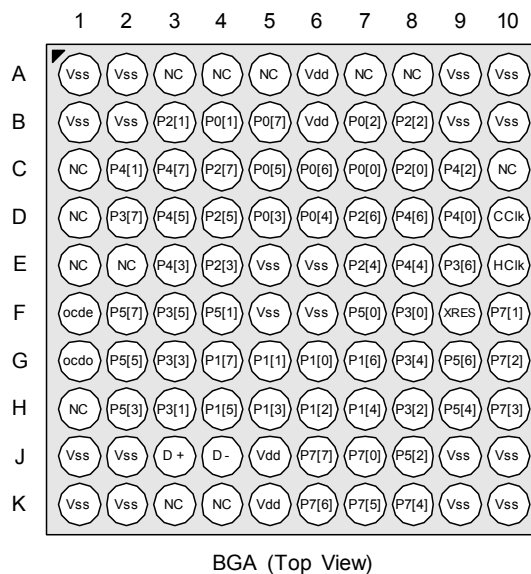 1 2 3 4 5 6 7 8 9 10
A Vss Vss NC NC NC Vdd NC NC Vss Vss
B Vss Vss P2[1] P0[1] P0[7] Vdd P0[2] P2[2] Vss Vss
C NC P4[1] P4[7] P2[7] P0[5] P0[6] P0[0] P2[0] P4[2] NC
D NC P3[7] P4[5] P2[5] P0[3] P0[4] P2[6] P4[6] P4[0] CClk
E NC NC P4[3] P2[3] Vss Vss P2[4] P4[4] P3[6] HClk
F ocde P5[7] P3[5] P5[1] Vss Vss P5[0] P3[0] XRES P7[1]
G ocdo P5[5] P3[3] P1[7] P1[1] P1[0] P1[6] P3[4] P5[6] P7[2]
H NC P5[3] P3[1] P1[5] P1[3] P1[2] P1[4] P3[2] P5[4] P7[3]
J Vss Vss D + D - Vdd P7[7] P7[0] P5[2] Vss Vss
K Vss Vss NC NC Vdd P7[6] P7[5] P7[4] Vss Vss
BGA (Top View)